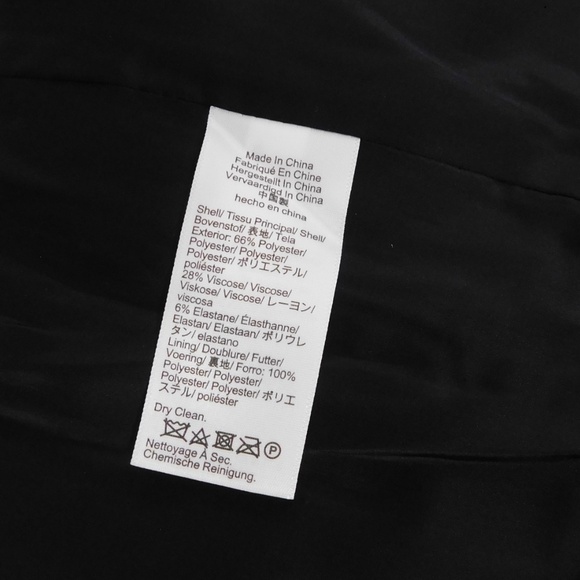 Made In China
Fabriqué En Chine
Hergestellt In China
Vervaardigd In China
中国製
hecho en china
Shell/ Tissu Principal/ Shell/
Bovenstof/ 表地/ Tela
Exterior: 66% Polyester/
Polyester/ Polyester/
Polyester/ ポリエステル/
poliéster
28% Viscose/ Viscose/
Viskose/ Viscose/ レーヨン/
viscosa
6% Elastane/ Élasthanne/
Elastan/ Elastaan/ ポリウレ
タン/ elastano
Lining/ Doublure/ Futter/
Voering/ 裏地/ Forro: 100%
Polyester/ Polyester/
Polyester/ Polyester/ ポリエ
ステル/ poliéster
Dry Clean.
P
Nettoyage À Sec.
Chemische Reinigung.